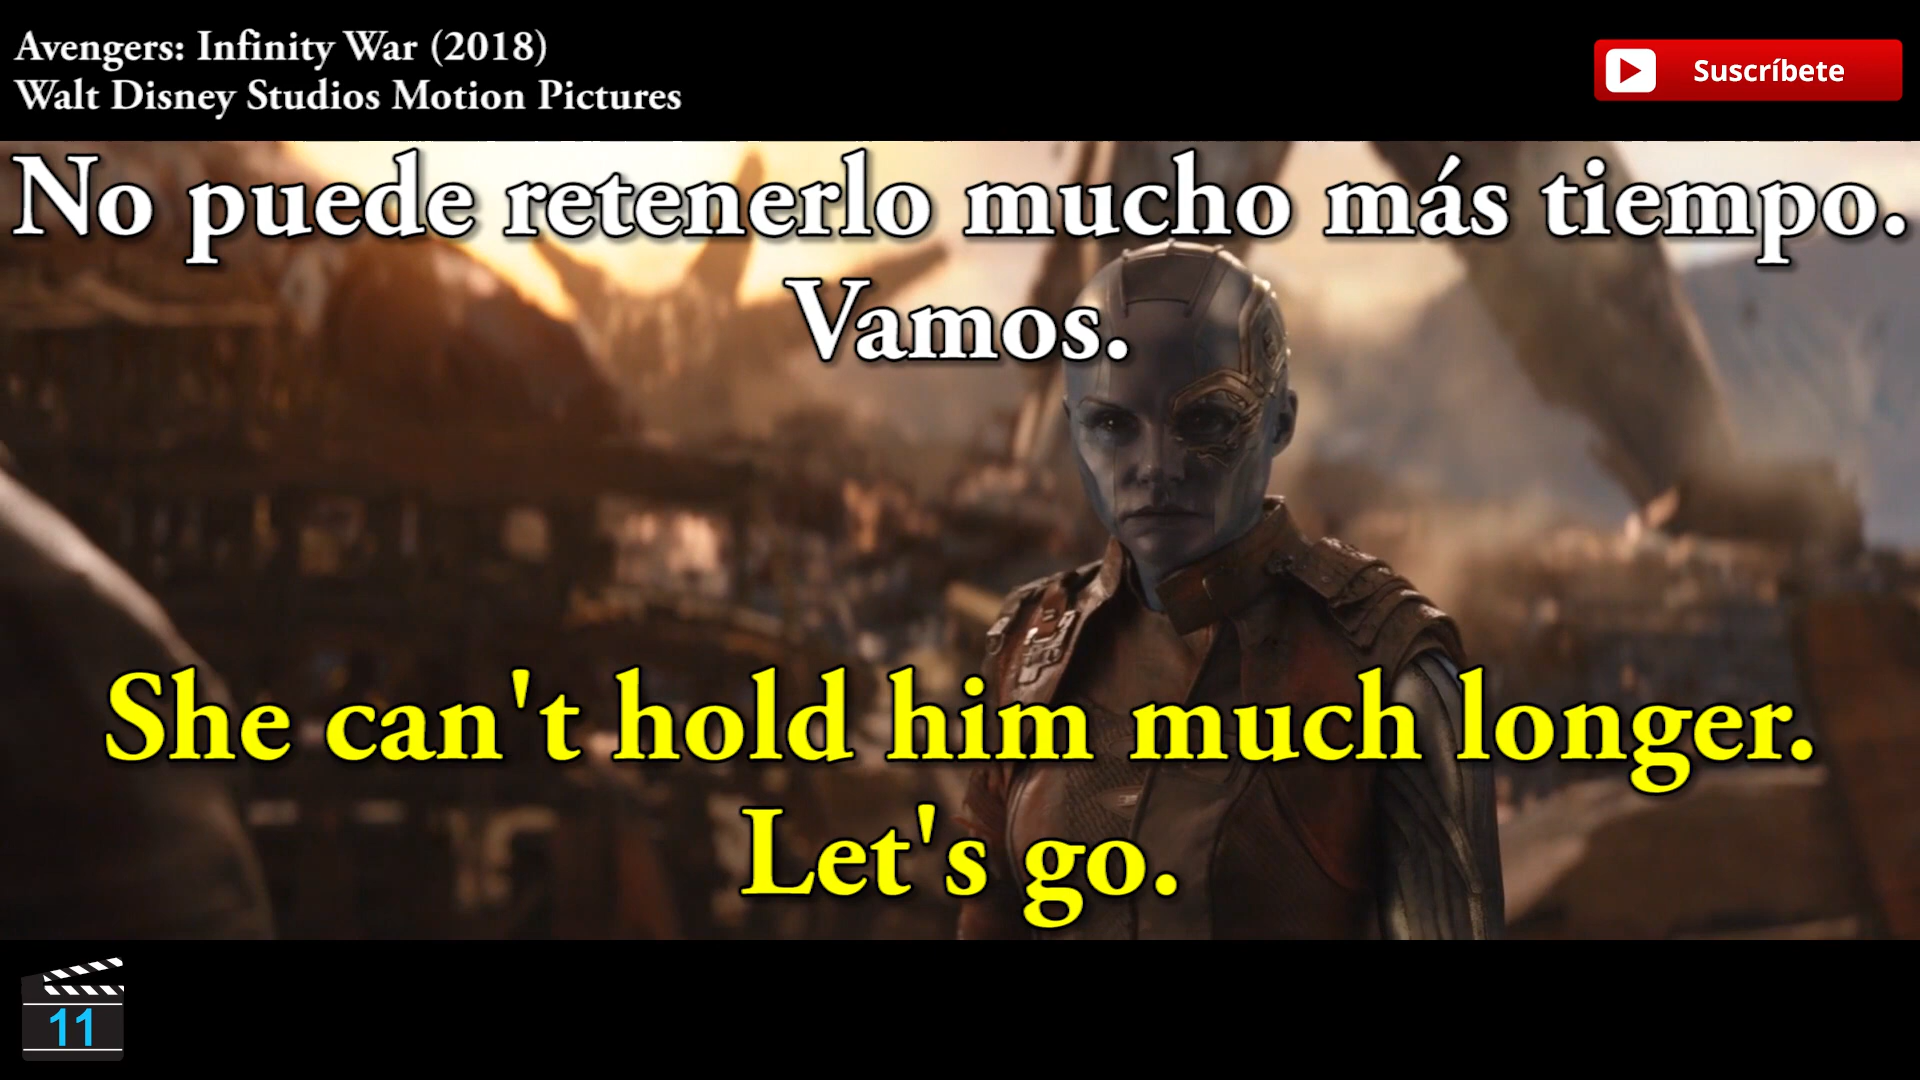 Avengers: Infinity War (2018)
Walt Disney Studios Motion Pictures
Suscríbete
No puede retenerlo mucho más tiempo.
Vamos.
She can't hold him much longer.
Let's go.
11